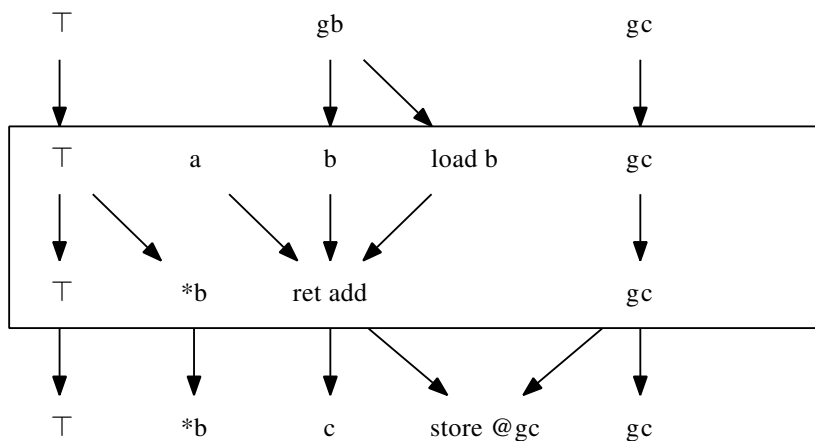 ⊤ gb gc
⊤ a b load b gc
⊤ *b ret add gc
⊤ *b c store @gc gc